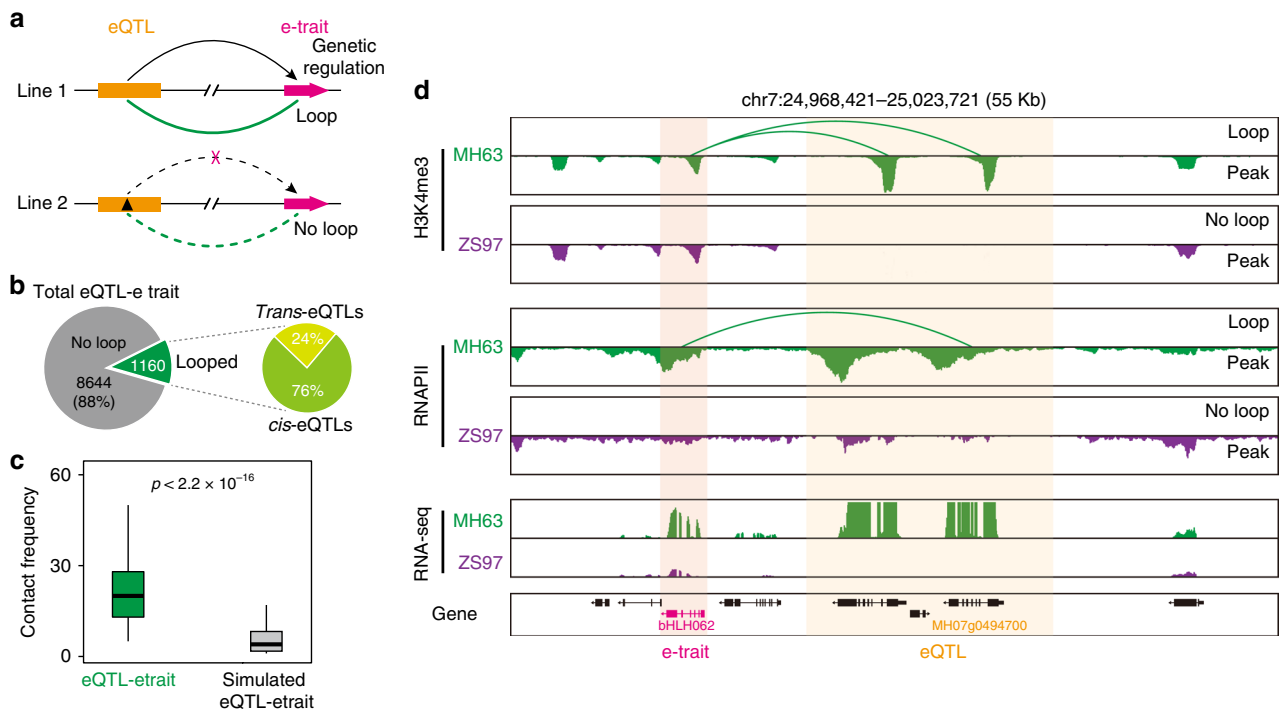 a
eQTL
e-trait
Genetic
regulation
Line 1
Loop
Line 2
No loop
b
Total eQTL-e trait
No loop
8644
(88%)
1160
Looped
Trans-eQTLs
24%
76%
cis-eQTLs
c
Contact frequency
60
30
0
p < 2.2 × 10−16
eQTL-etrait
Simulated
eQTL-etrait
d
chr7:24,968,421–25,023,721 (55 Kb)
H3K4me3
MH63
Loop
Peak
ZS97
No loop
Peak
RNAPII
MH63
Loop
Peak
ZS97
No loop
Peak
RNA-seq
MH63
ZS97
Gene
bHLH062
MH07g0494700
e-trait
eQTL